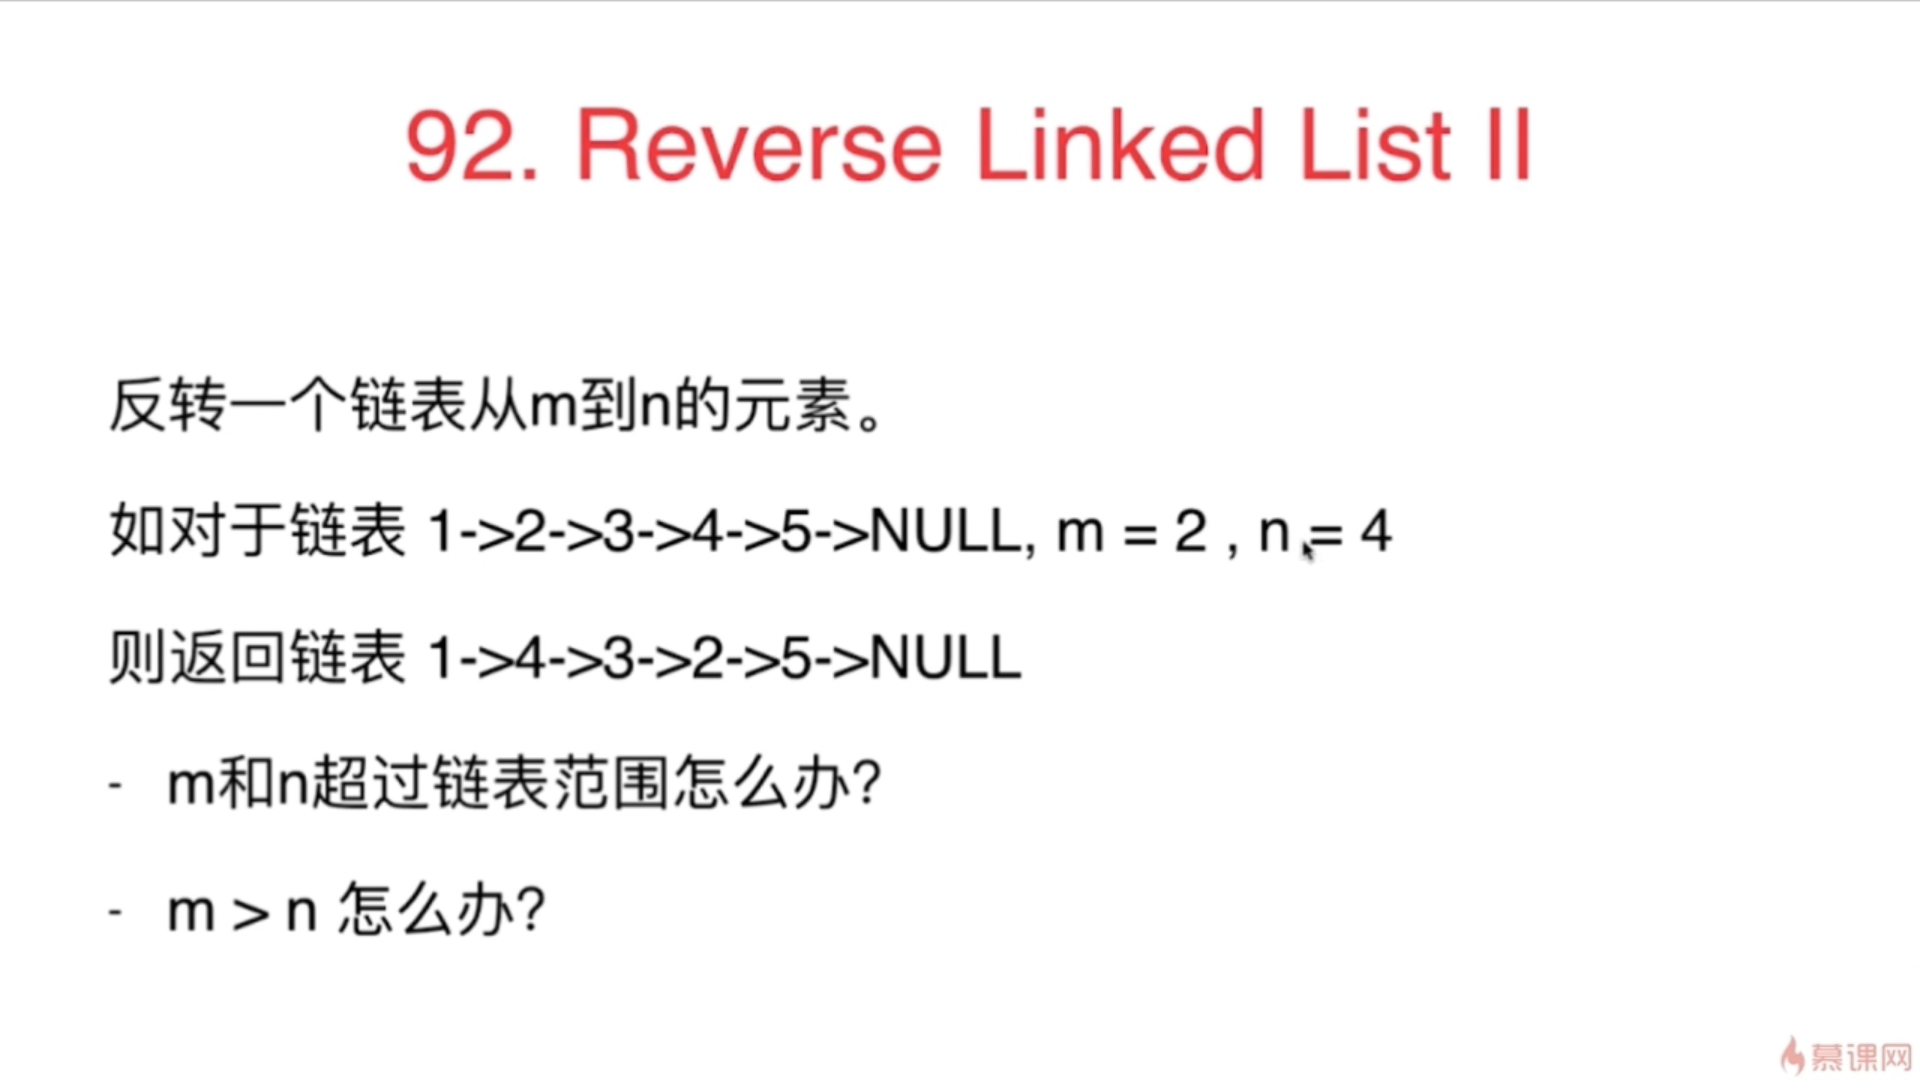 92. Reverse Linked List II
反转一个链表从m到n的元素。
如对于链表 1->2->3->4->5->NULL, m = 2 , n = 4
则返回链表 1->4->3->2->5->NULL
- m和n超过链表范围怎么办?
- m > n 怎么办?
慕课网